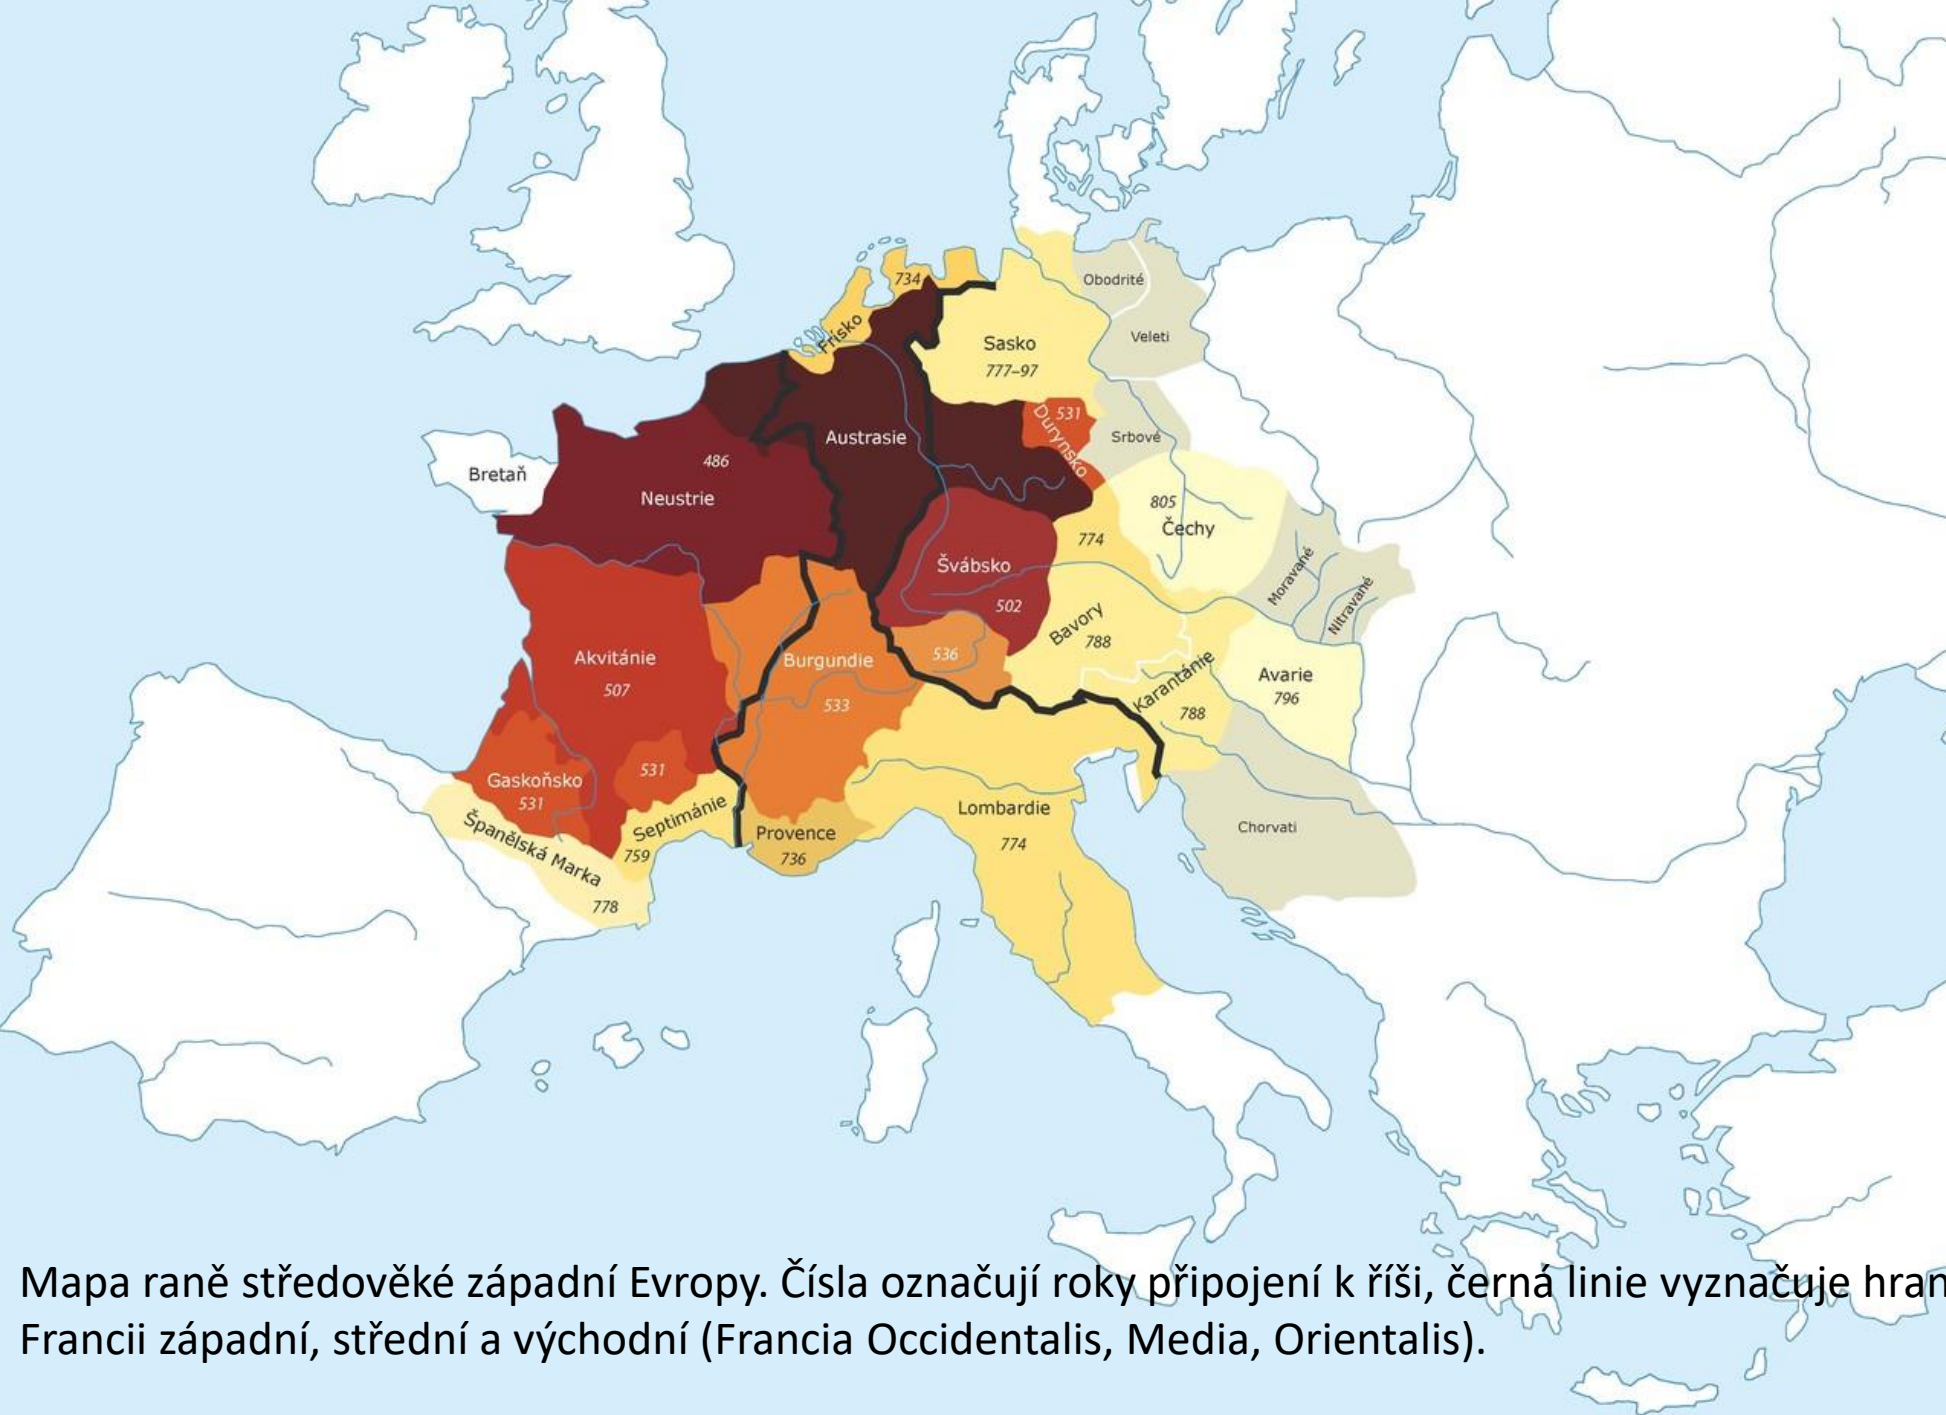 Obodrité
734
Veleti
Frísko
Sasko
777–97
531
Durynsko
Srbové
Austrasie
486
Bretaň
Neustrie
805
Čechy
774
Švábsko
502
Moravané
Nitravané
Bavory
788
Akvitánie
507
Burgundie
533
536
Karantánie
788
Avarie
796
Gaskoňsko
531
531
Septimánie
759
Španělská Marka
778
Provence
736
Lombardie
774
Chorvati
Mapa raně středověké západní Evropy. Čísla označují roky připojení k říši, černá linie vyznačuje hran
Francii západní, střední a východní (Francia Occidentalis, Media, Orientalis).